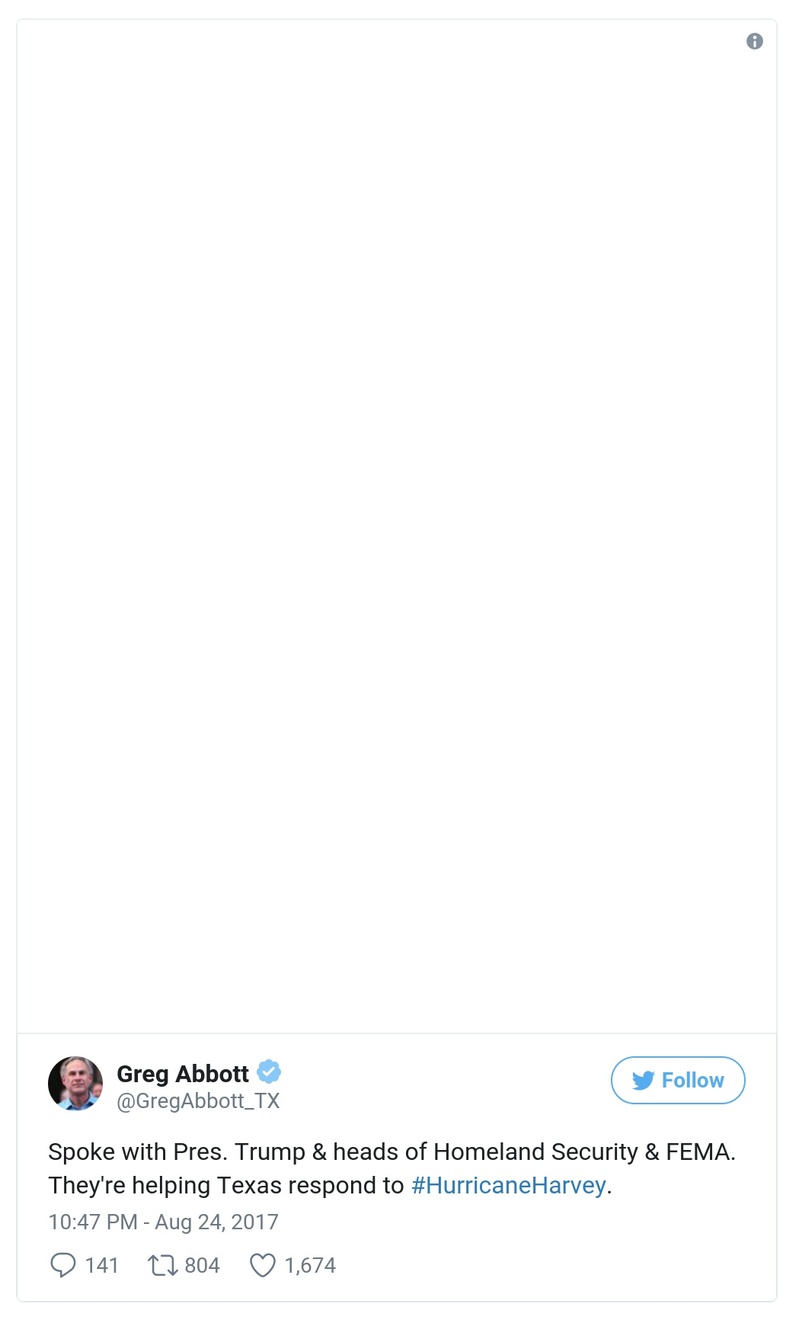 Greg Abbott
@GregAbbott_TX
Follow
Spoke with Pres. Trump & heads of Homeland Security & FEMA.
They're helping Texas respond to #HurricaneHarvey.
10:47 PM - Aug 24, 2017
141 804 1,674